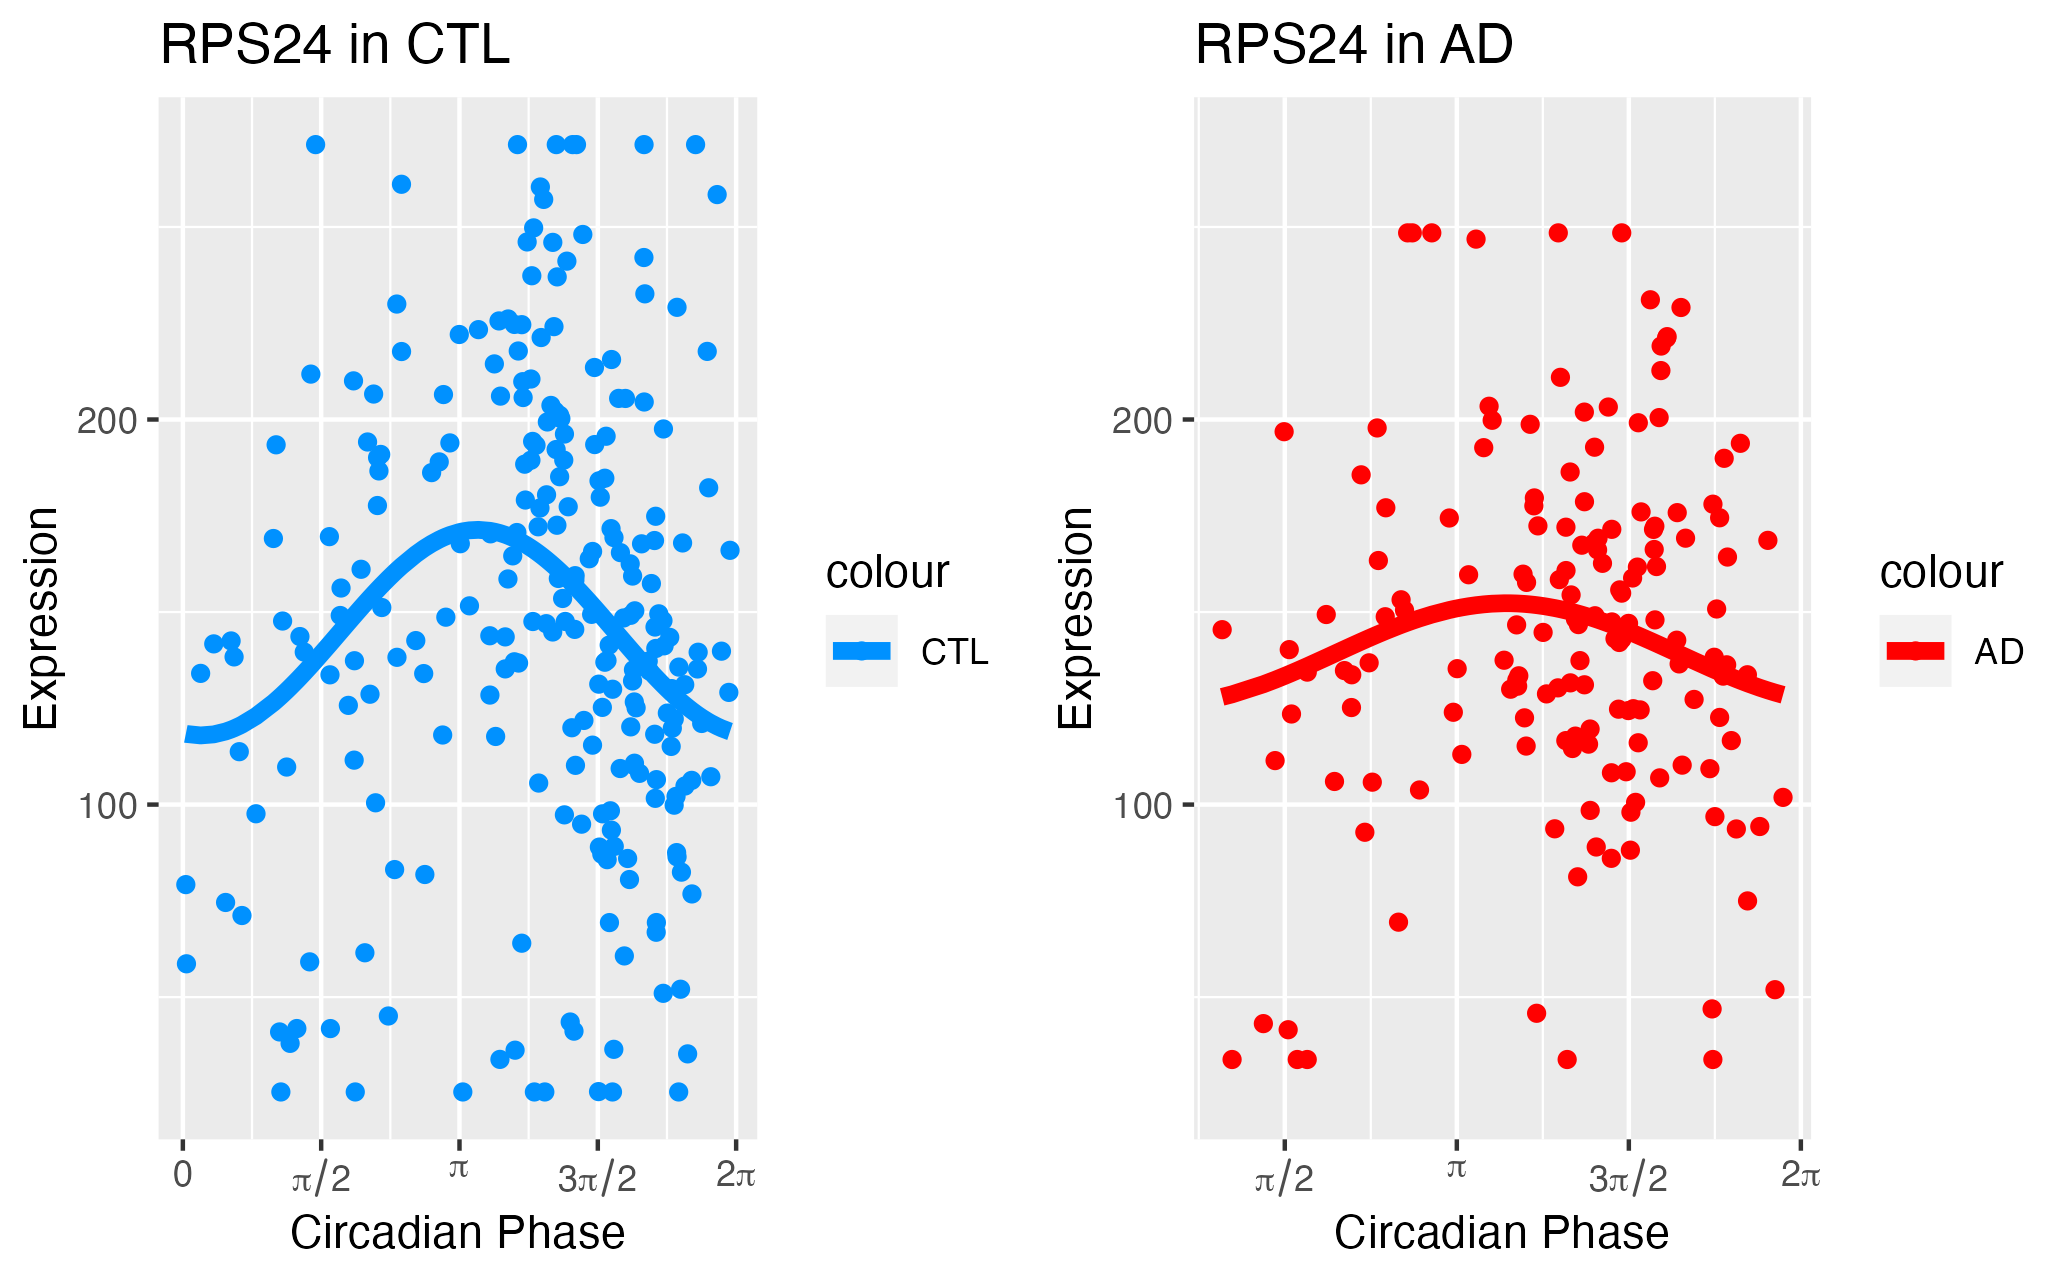 RPS24 in CTL
Expression
200
100
0 π/2 π 3π/2 2π
Circadian Phase
colour
CTL
RPS24 in AD
Expression
200
100
π/2 π 3π/2 2π
Circadian Phase
colour
AD